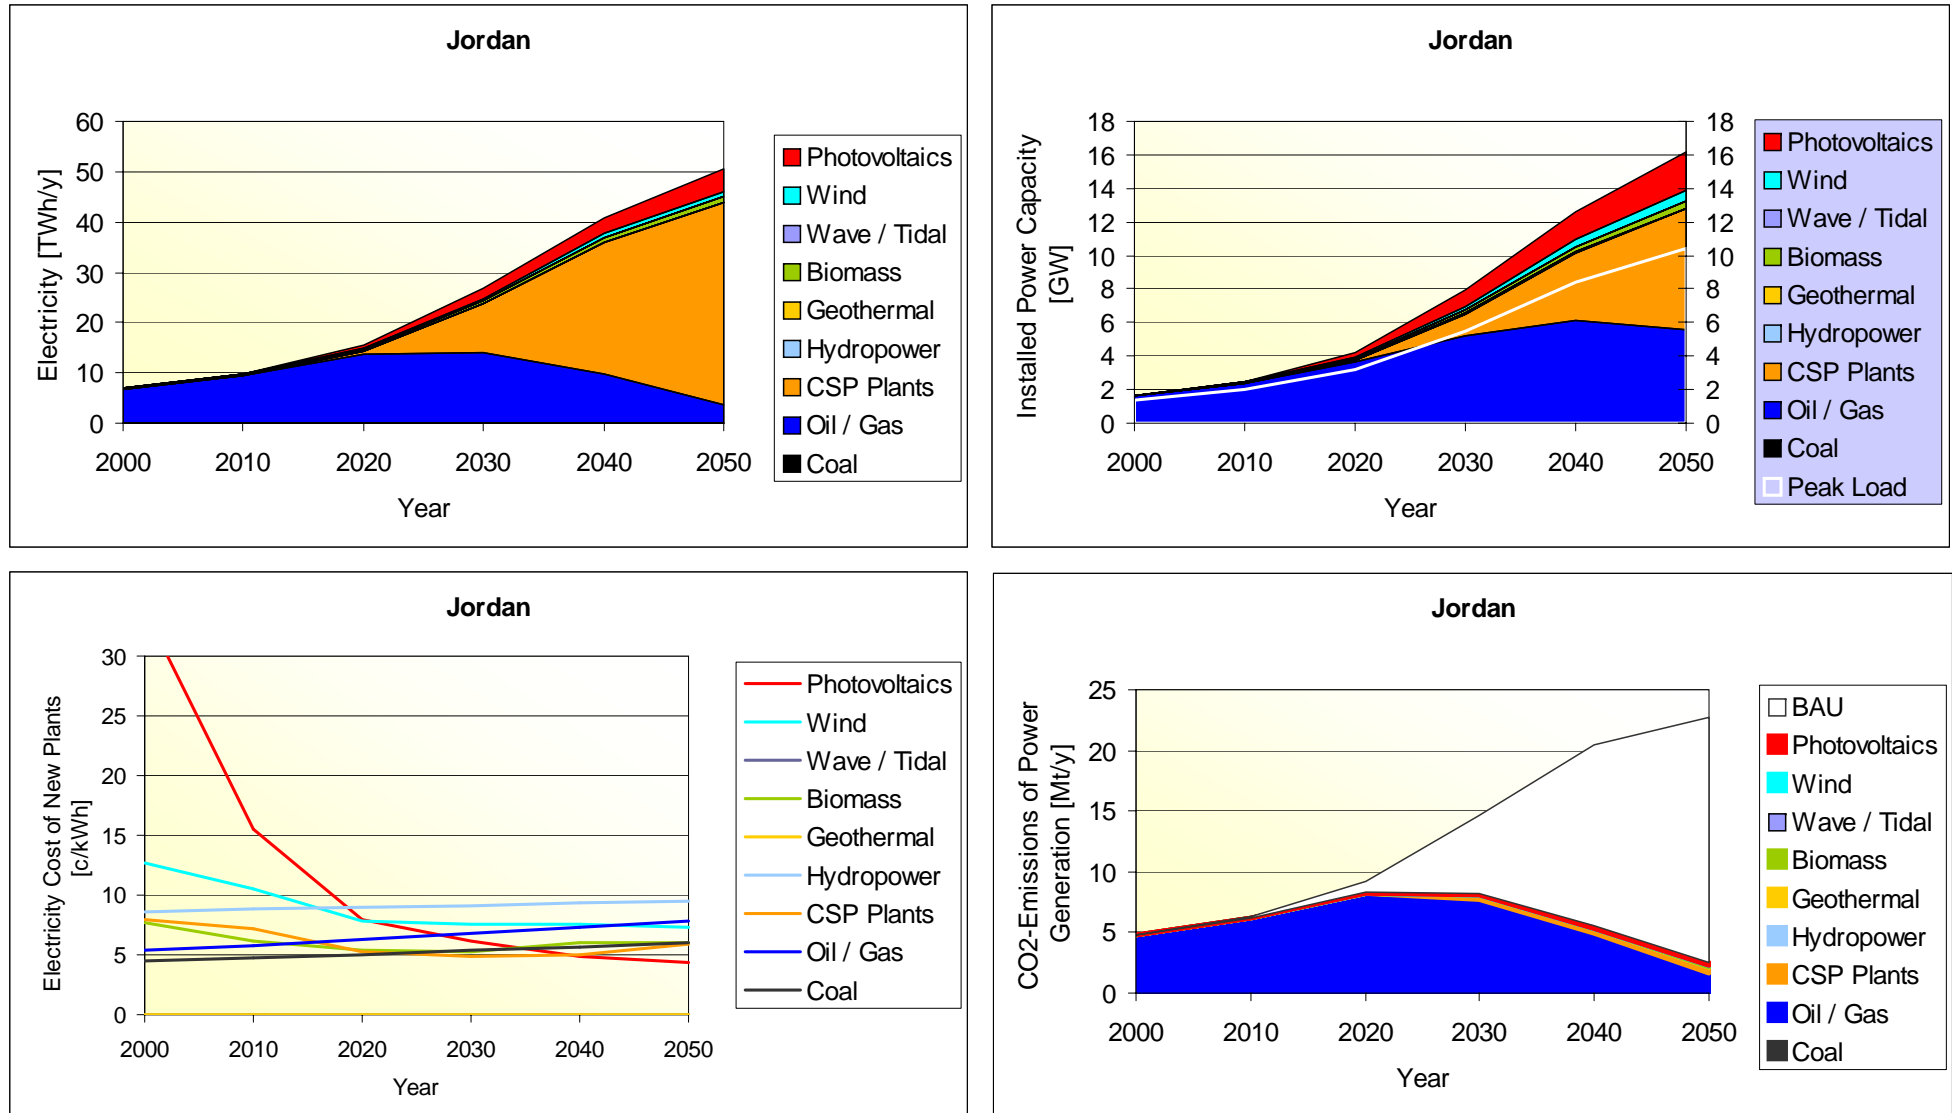 Jordan
Electricity [TWh/y]
60
50
40
30
20
10
0
2000 2010 2020 2030 2040 2050
Year
Photovoltaics
Wind
Wave / Tidal
Biomass
Geothermal
Hydropower
CSP Plants
Oil / Gas
Coal
Jordan
Installed Power Capacity
[GW]
18 18
16 16
14 14
12 12
10 10
8 8
6 6
4 4
2 2
0 0
2000 2010 2020 2030 2040 2050
Year
Photovoltaics
Wind
Wave / Tidal
Biomass
Geothermal
Hydropower
CSP Plants
Oil / Gas
Coal
Peak Load
Jordan
Electricity Cost of New Plants
[c/kWh]
30
25
20
15
10
5
0
2000 2010 2020 2030 2040 2050
Year
Photovoltaics
Wind
Wave / Tidal
Biomass
Geothermal
Hydropower
CSP Plants
Oil / Gas
Coal
Jordan
CO2-Emissions of Power
Generation [Mt/y]
25
20
15
10
5
0
2000 2010 2020 2030 2040 2050
Year
BAU
Photovoltaics
Wind
Wave / Tidal
Biomass
Geothermal
Hydropower
CSP Plants
Oil / Gas
Coal